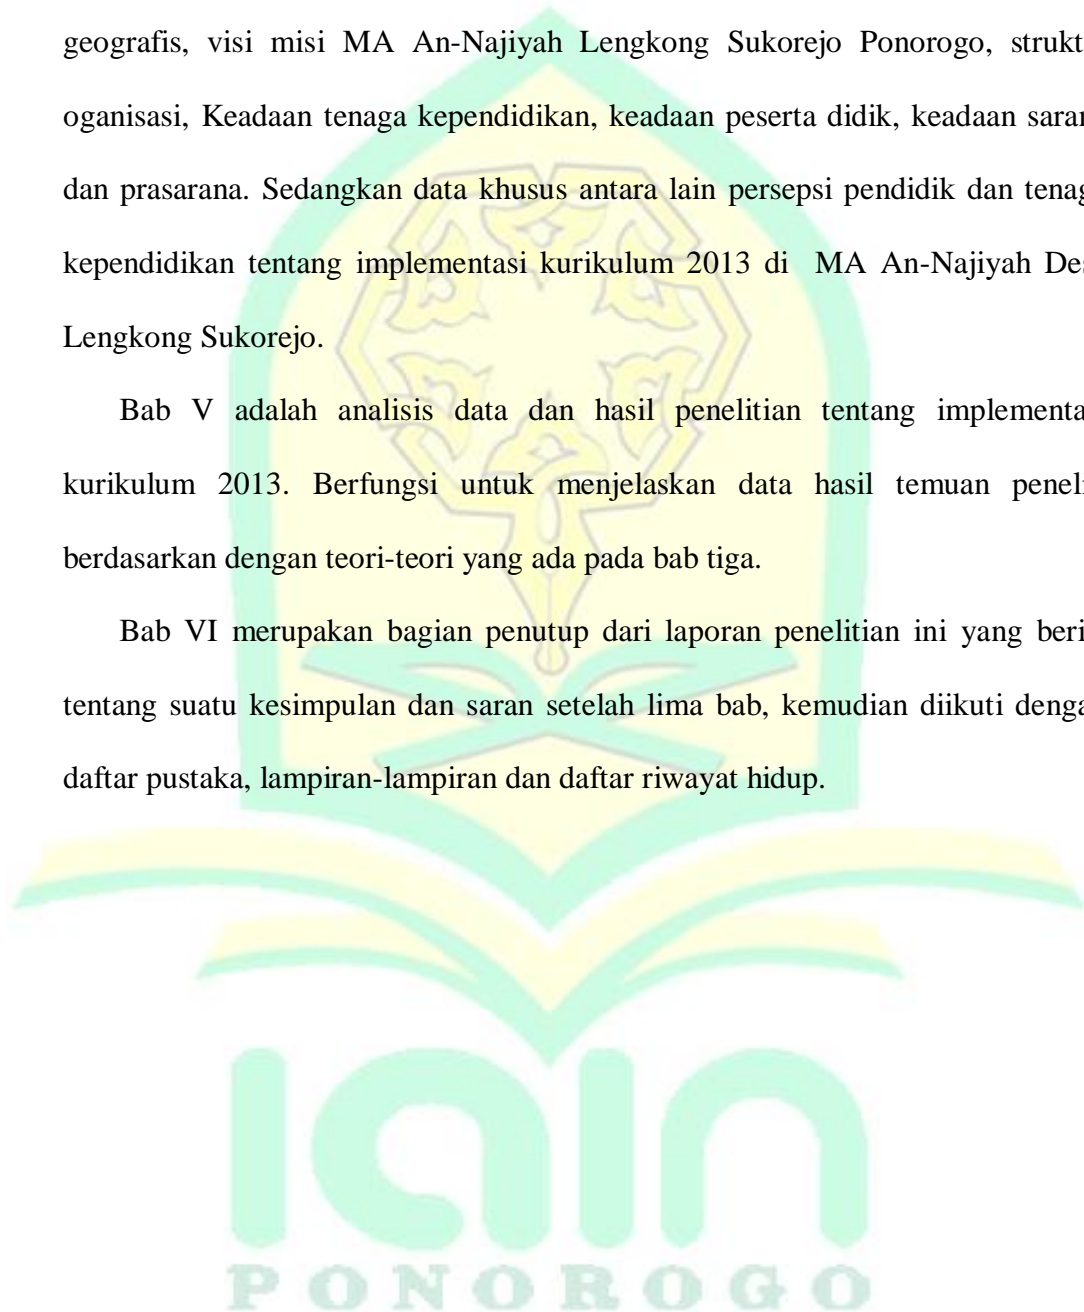 geografis, visi misi MA An-Najiyah Lengkong Sukorejo Ponorogo, strukt
oganisasi, Keadaan tenaga kependidikan, keadaan peserta didik, keadaan saran
dan prasarana. Sedangkan data khusus antara lain persepsi pendidik dan tenag
kependidikan tentang implementasi kurikulum 2013 di MA An-Najiyah Des
Lengkong Sukorejo.
Bab V adalah analisis data dan hasil penelitian tentang implementa
kurikulum 2013. Berfungsi untuk menjelaskan data hasil temuan peneli
berdasarkan dengan teori-teori yang ada pada bab tiga.
Bab VI merupakan bagian penutup dari laporan penelitian ini yang beri
tentang suatu kesimpulan dan saran setelah lima bab, kemudian diikuti denga
daftar pustaka, lampiran-lampiran dan daftar riwayat hidup.
iain
PONOROGO